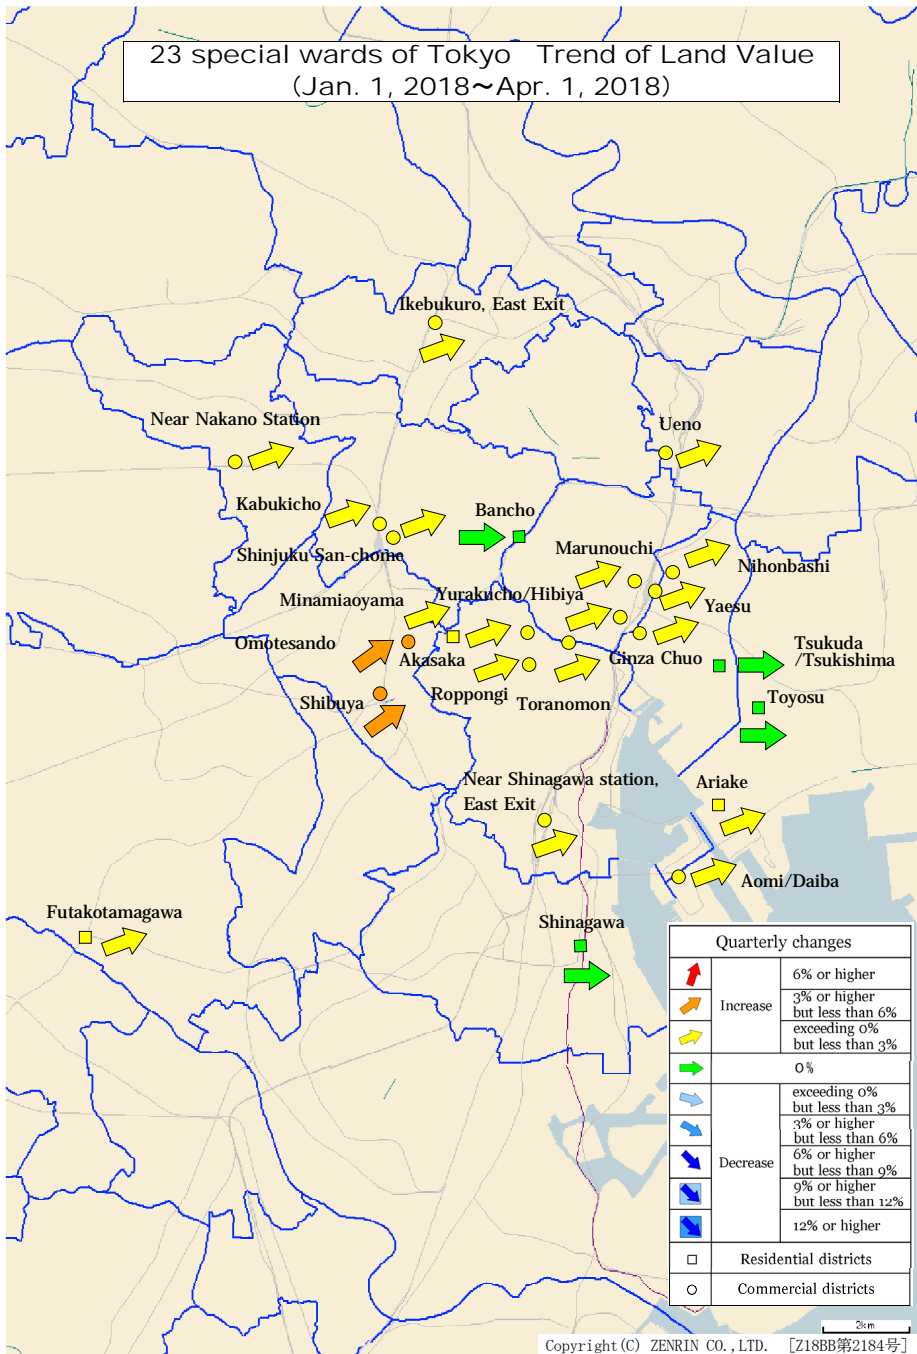 23 special wards of Tokyo Trend of Land Value
(Jan. 1, 2018～Apr. 1, 2018)
Ikebukuro, East Exit
Near Nakano Station
Ueno
Kabukicho
Bancho
Shinjuku San-chome
Marunouchi
Nihonbashi
Minamiaoyama
Yurakucho/Hibiya
Yaesu
Omotesando
Akasaka
Ginza Chuo
Tsukuda
/Tsukishima
Shibuya
Roppongi
Toranomon
Toyosu
Near Shinagawa station,
East Exit
Ariake
Aomi/Daiba
Futakotamagawa
Shinagawa
Quarterly changes
Increase
6% or higher
3% or higher
but less than 6%
exceeding 0%
but less than 3%
0%
Decrease
exceeding 0%
but less than 3%
3% or higher
but less than 6%
6% or higher
but less than 9%
9% or higher
but less than 12%
12% or higher
Residential districts
Commercial districts
2km
Copyright(C) ZENRIN CO.,LTD. [Z18BB第2184号]